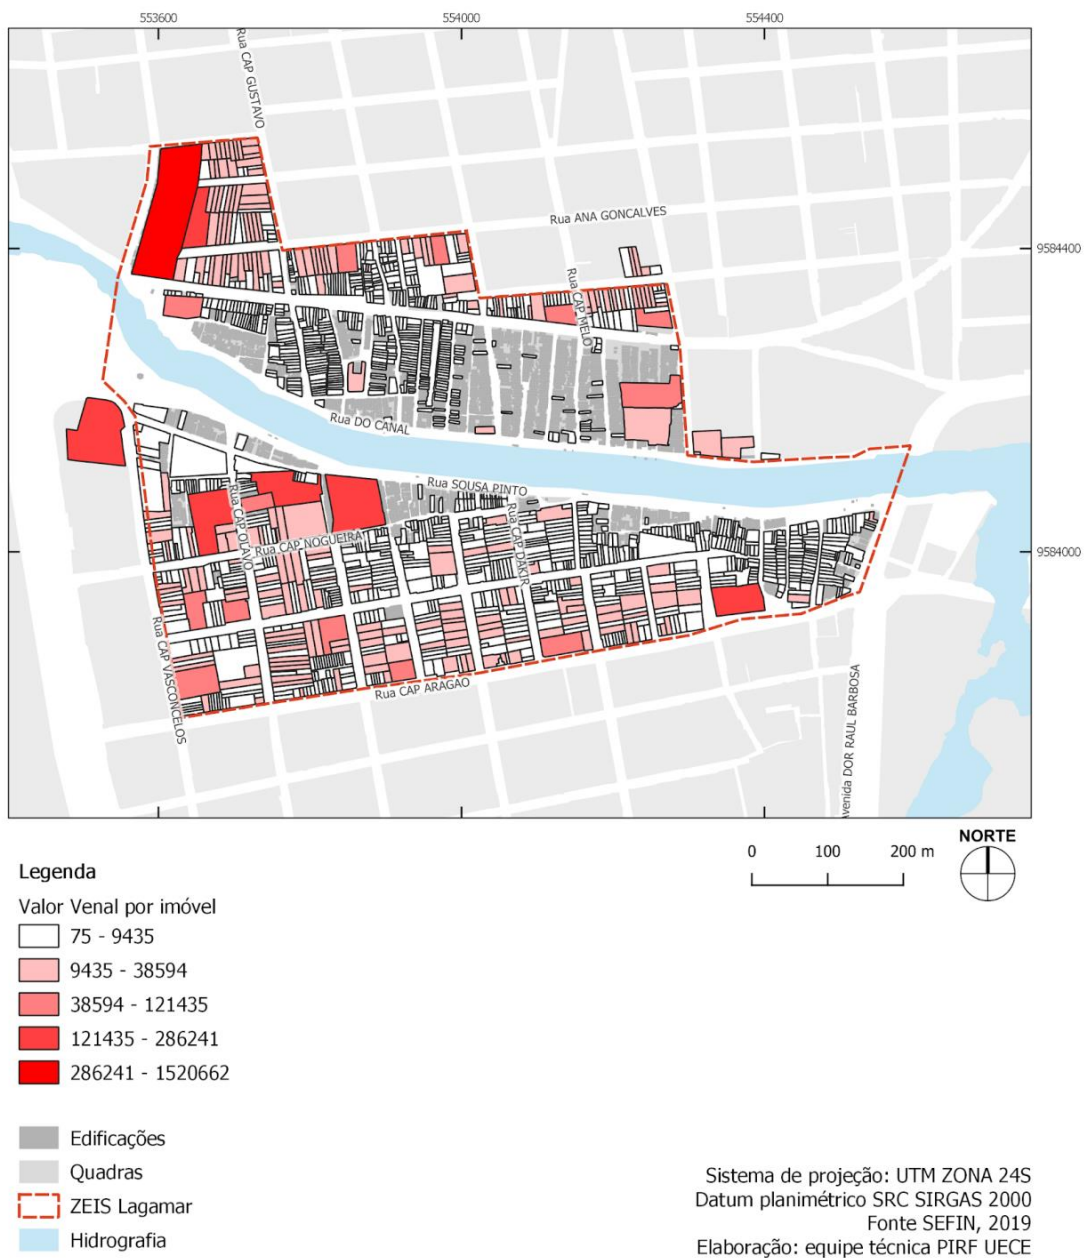 553600
554000
554400
Rua CAP GUSTAVO
Rua ANA GONCALVES
9584400
Rua CAP MELO
Rua DO CANAL
Rua SOUSA PINTO
Rua CAP OLAVO
Rua CAP NOGUEIRA
Rua CAP DAKIR
9584000
Rua CAP VASCONCELOS
Rua CAP ARAGAO
Avenida DOR RAUL BARBOSA
0 100 200 m
NORTE
Legenda
Valor Venal por imóvel
75 - 9435
9435 - 38594
38594 - 121435
121435 - 286241
286241 - 1520662
Edificações
Quadras
ZEIS Lagamar
Hidrografia
Sistema de projeção: UTM ZONA 24S
Datum planimétrico SRC SIRGAS 2000
Fonte SEFIN, 2019
Elaboração: equipe técnica PIRF UECE